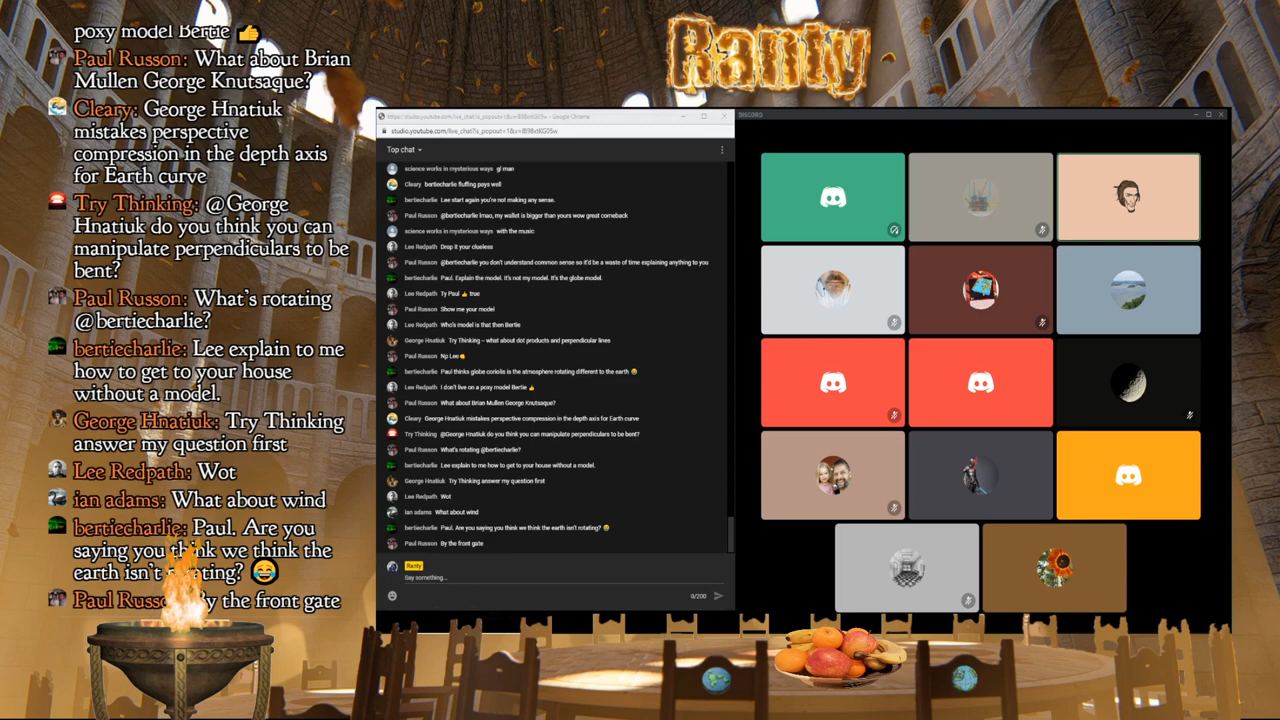 poxy model Bertie 👍
Paul Russon: What about Brian
Mullen George Knutsaque?
Cleary: George Hnatiuk
mistakes perspective
compression in the depth axis
for Earth curve
Try Thinking: @George
Hnatiuk do you think you can
manipulate perpendiculars to be
bent?
Paul Russon: What's rotating
@bertiecharlie?
bertiecharlie: Lee explain to me
how to get to your house
without a model.
George Hnatiuk: Try Thinking
answer my question first
Lee Redpath: Wot
ian adams: What about wind
bertiecharlie: Paul. Are you
saying you think we think the
earth isn't rotating? 😂
Paul Russon: By the front gate
Ranty
studio.youtube.com/live_chat?is_popout=1&v=
Top chat
science works in mysterious ways gl man
Cleary bertiecharlie fluffing pays well
bertiecharlie Lee start again you're not making any sense.
Paul Russon @bertiecharlie lmao, my wallet is bigger than yours wow great comeback
science works in mysterious ways with the music
Lee Redpath Drop it your clueless
Paul Russon @bertiecharlie you don't understand common sense so it'd be a waste of time explaining anything to you
bertiecharlie Paul. Explain the model. It's not my model. It's the globe model.
Lee Redpath Ty Paul 👍 true
Paul Russon Show me your model
Lee Redpath Who's model is that then Bertie
George Hnatiuk Try Thinking -- what about dot products and perpendicular lines
Paul Russon Np Lee👊
bertiecharlie Paul thinks globe coriolis is the atmosphere rotating different to the earth 😂
Lee Redpath I don't live on a poxy model Bertie 👍
Paul Russon What about Brian Mullen George Knutsaque?
Cleary George Hnatiuk mistakes perspective compression in the depth axis for Earth curve
Try Thinking @George Hnatiuk do you think you can manipulate perpendiculars to be bent?
Paul Russon What's rotating @bertiecharlie?
bertiecharlie Lee explain to me how to get to your house without a model.
George Hnatiuk Try Thinking answer my question first
Lee Redpath Wot
ian adams What about wind
bertiecharlie Paul. Are you saying you think we think the earth isn't rotating? 😂
Paul Russon By the front gate
Ranty
Say something...
0/200
DISCORD